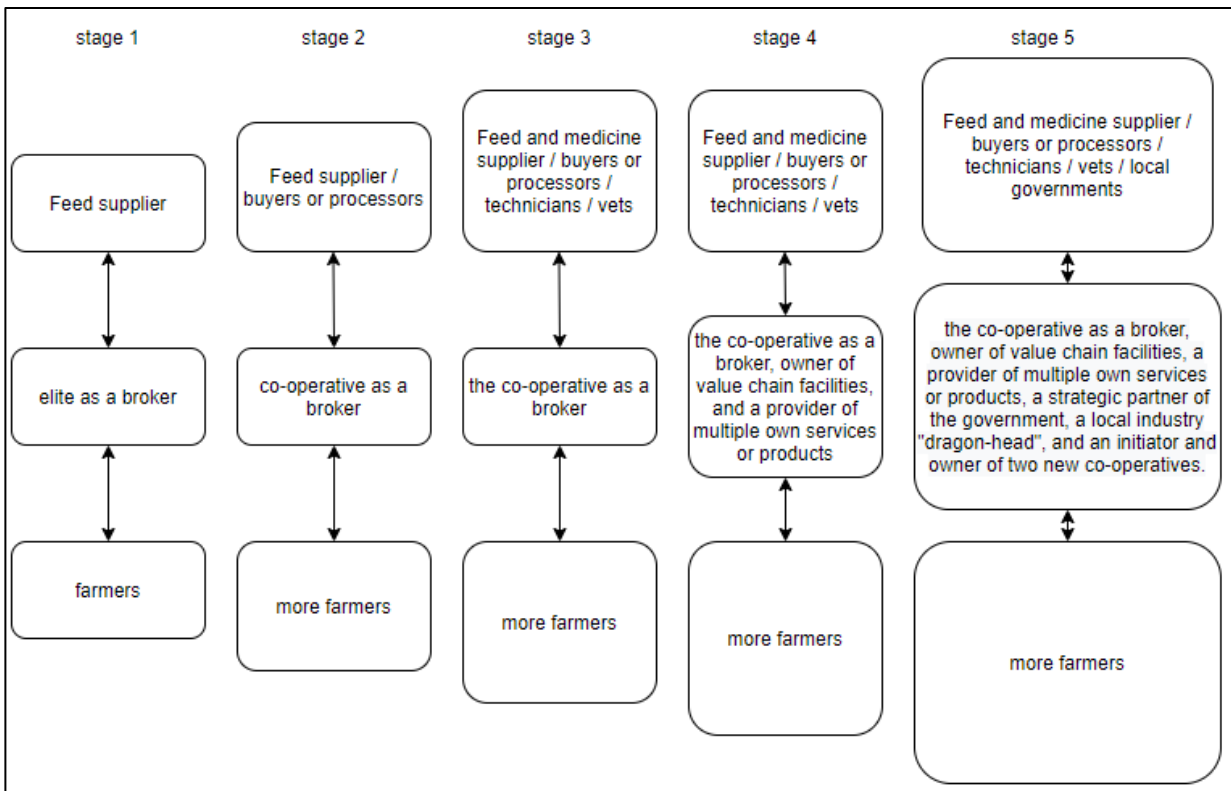 stage 1
stage 2
stage 3
stage 4
stage 5
Feed supplier
Feed supplier /
buyers or processors
Feed and medicine
supplier / buyers or
processors /
technicians / vets
Feed and medicine
supplier / buyers or
processors /
technicians / vets
Feed and medicine supplier /
buyers or processors /
technicians / vets / local
governments
elite as a broker
co-operative as a
broker
the co-operative as a
broker
the co-operative as a
broker, owner of
value chain facilities,
and a provider of
multiple own services
or products
the co-operative as a broker,
owner of value chain facilities, a
provider of multiple own services
or products, a strategic partner of
the government, a local industry
"dragon-head", and an initiator and
owner of two new co-operatives.
farmers
more farmers
more farmers
more farmers
more farmers